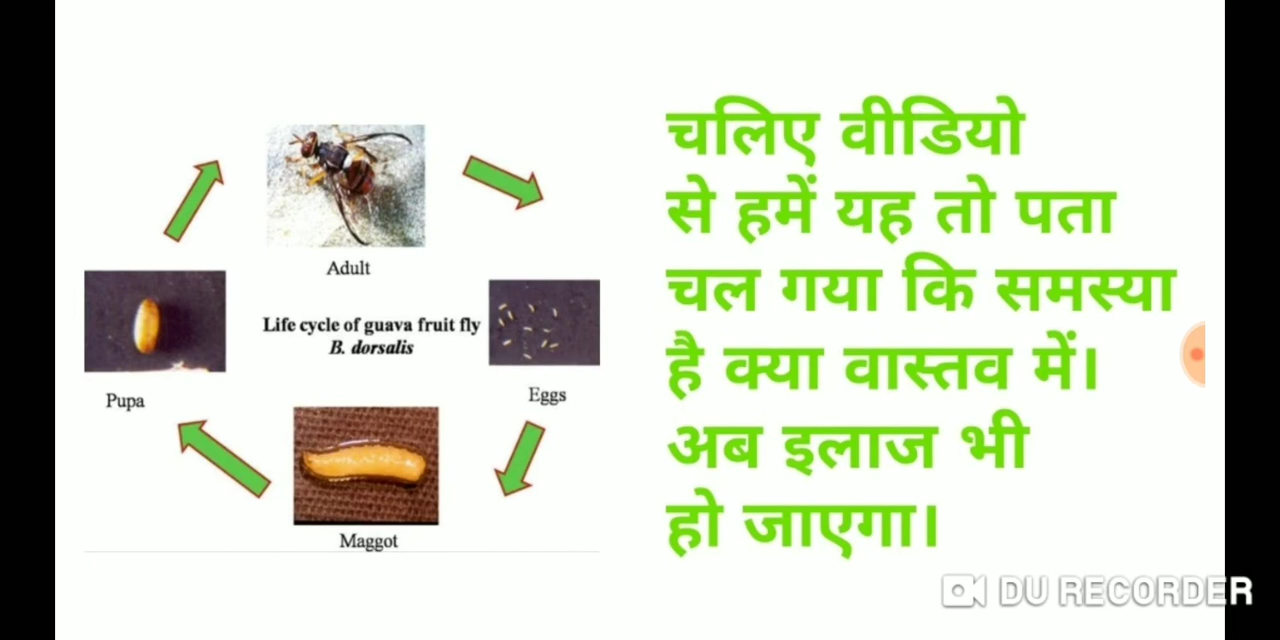 Adult
Life cycle of guava fruit fly
B. dorsalis
Pupa
Eggs
Maggot
चलिए वीडियो
से हमें यह तो पता
चल गया कि समस्या
है क्या वास्तव में।
अब इलाज भी
हो जाएगा।
DU RECORDER